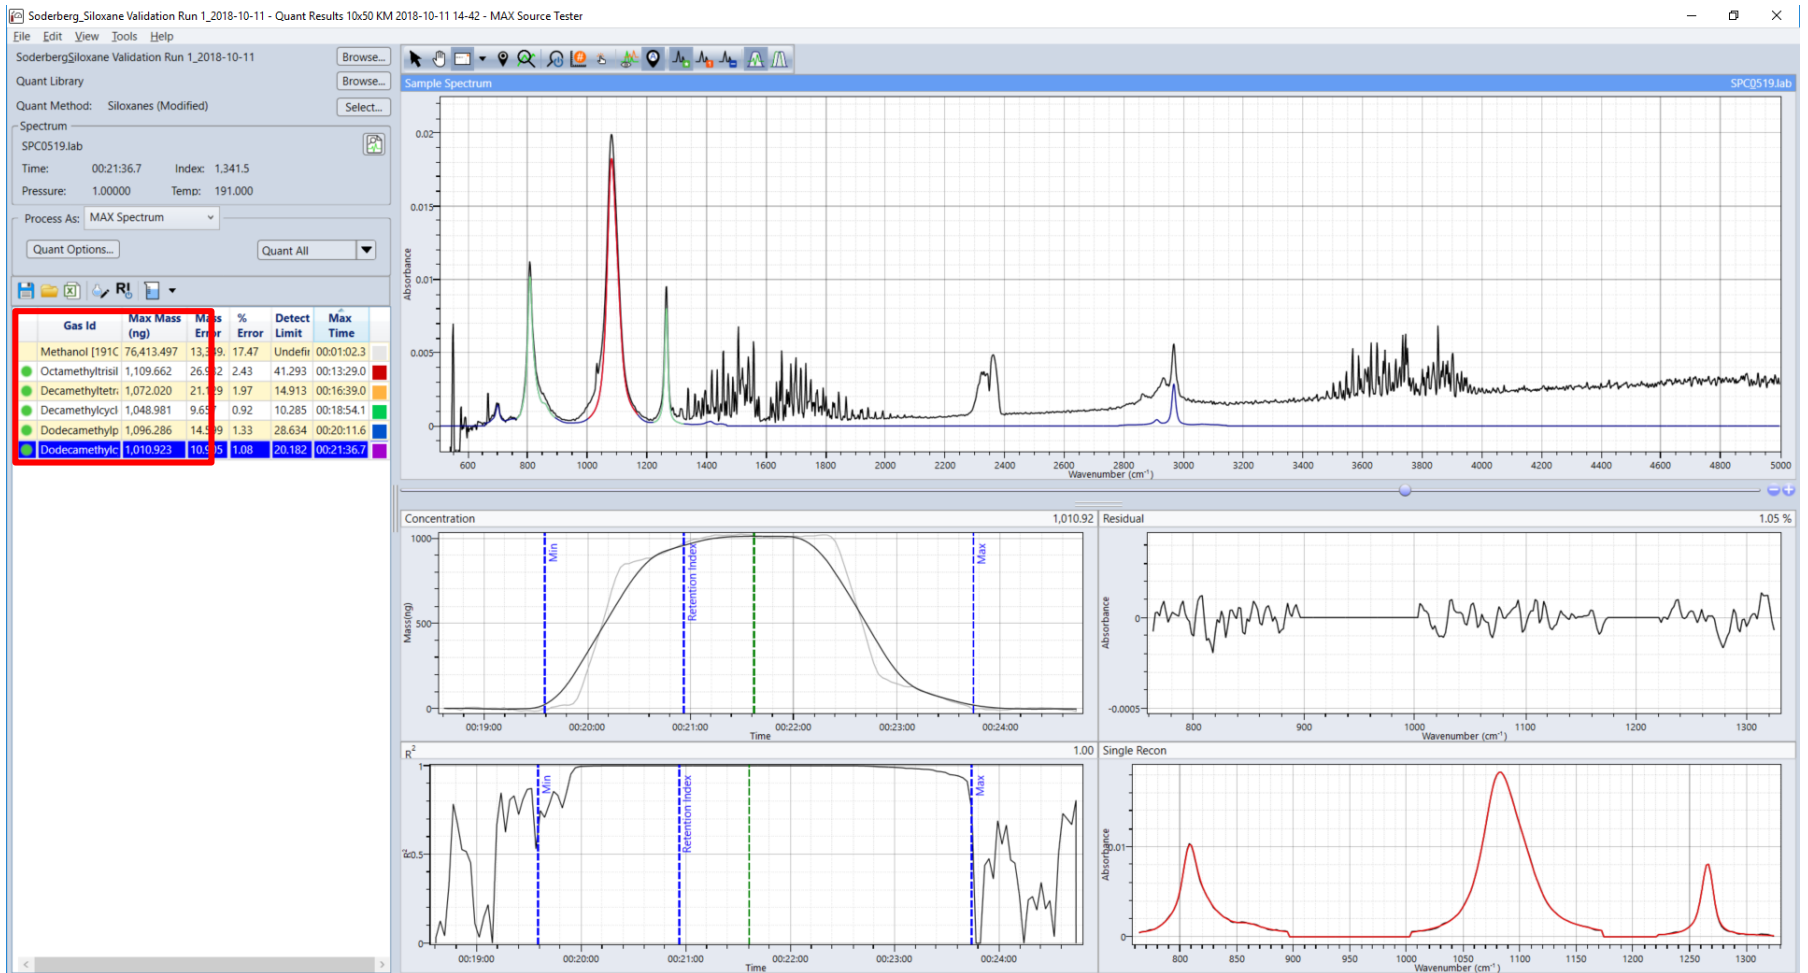 Soderberg_Siloxane Validation Run 1_2018-10-11 - Quant Results 10x50 KM 2018-10-11 14-42 - MAX Source Tester
File Edit View Tools Help
SoderbergSiloxane Validation Run 1_2018-10-11 Browse...
Quant Library Browse...
Quant Method: Siloxanes (Modified) Select...
Spectrum
SPC0519.lab
Time: 00:21:36.7 Index: 1,341.5
Pressure: 1.00000 Temp: 191.000
Process As: MAX Spectrum
Quant Options... Quant All
RI
Gas Id Max Mass (ng) Mass Error % Error Detect Limit Max Time
Methanol [191C 76,413.497 17.47 Undefir 00:01:02.3
Octamethyltrisil 1,109.662 2.43 41.293 00:13:29.0
Decamethyltetr 1,072.020 1.97 14.913 00:16:39.0
Decamethylcycl 1,048.981 9.657 0.92 10.285 00:18:54.1
Dodecamethylp 1,096.286 1.33 28.634 00:20:11.6
Dodecamethylc 1,010.923 1.08 20.182 00:21:36.7
Sample Spectrum SPC0519.lab
Absorbance
0.02
0.015
0.01
0.005
0
600 800 1000 1200 1400 1600 1800 2000 2200 2400 2600 2800 3000 3200 3400 3600 3800 4000 4200 4400 4600 4800 5000
Wavenumber (cm⁻¹)
Concentration 1,010.92
Mass(ng)
1000
500
0
Min
Retention Index
Max
00:19:00 00:20:00 00:21:00 00:22:00 00:23:00 00:24:00
Time
Residual 1.05 %
Absorbance
0
-0.0005
800 900 1000 1100 1200 1300
Wavenumber (cm⁻¹)
R² 1.00
R²
1
0.5
0
Min
Retention Index
Max
00:19:00 00:20:00 00:21:00 00:22:00 00:23:00 00:24:00
Time
Single Recon
Absorbance
0.01
0
800 850 900 950 1000 1050 1100 1150 1200 1250 1300
Wavenumber (cm⁻¹)